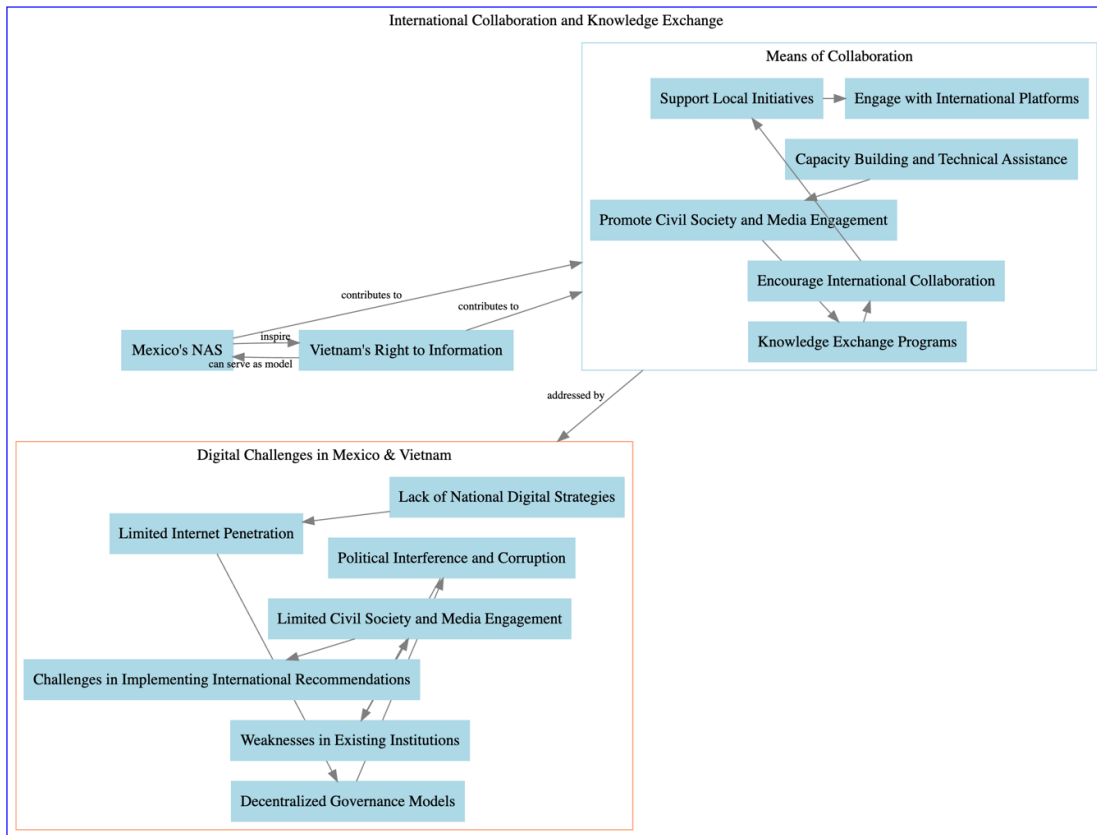 International Collaboration and Knowledge Exchange
Means of Collaboration
Support Local Initiatives
Engage with International Platforms
Capacity Building and Technical Assistance
Promote Civil Society and Media Engagement
Encourage International Collaboration
Knowledge Exchange Programs
contributes to
contributes to
Mexico's NAS
inspire
can serve as model
Vietnam's Right to Information
addressed by
Digital Challenges in Mexico & Vietnam
Lack of National Digital Strategies
Limited Internet Penetration
Political Interference and Corruption
Limited Civil Society and Media Engagement
Challenges in Implementing International Recommendations
Weaknesses in Existing Institutions
Decentralized Governance Models